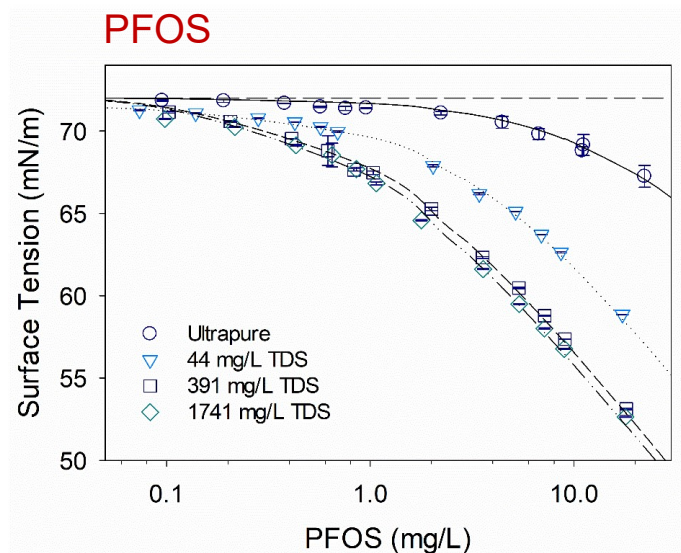 PFOS
Surface Tension (mN/m)
70
65
60
55
50
Ultrapure
44 mg/L TDS
391 mg/L TDS
1741 mg/L TDS
0.1
1.0
10.0
PFOS (mg/L)